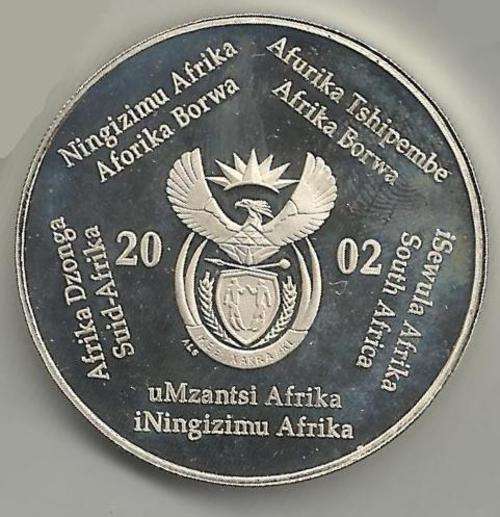 Ningizimu Afrika
Aforika Borwa
Afurika Tshipembe
Afrika Borwa
iSewula Afrika
South Africa
uMzantsi Afrika
iNingizimu Afrika
Afrika Dzonga
Suid-Afrika
20 02
ALS